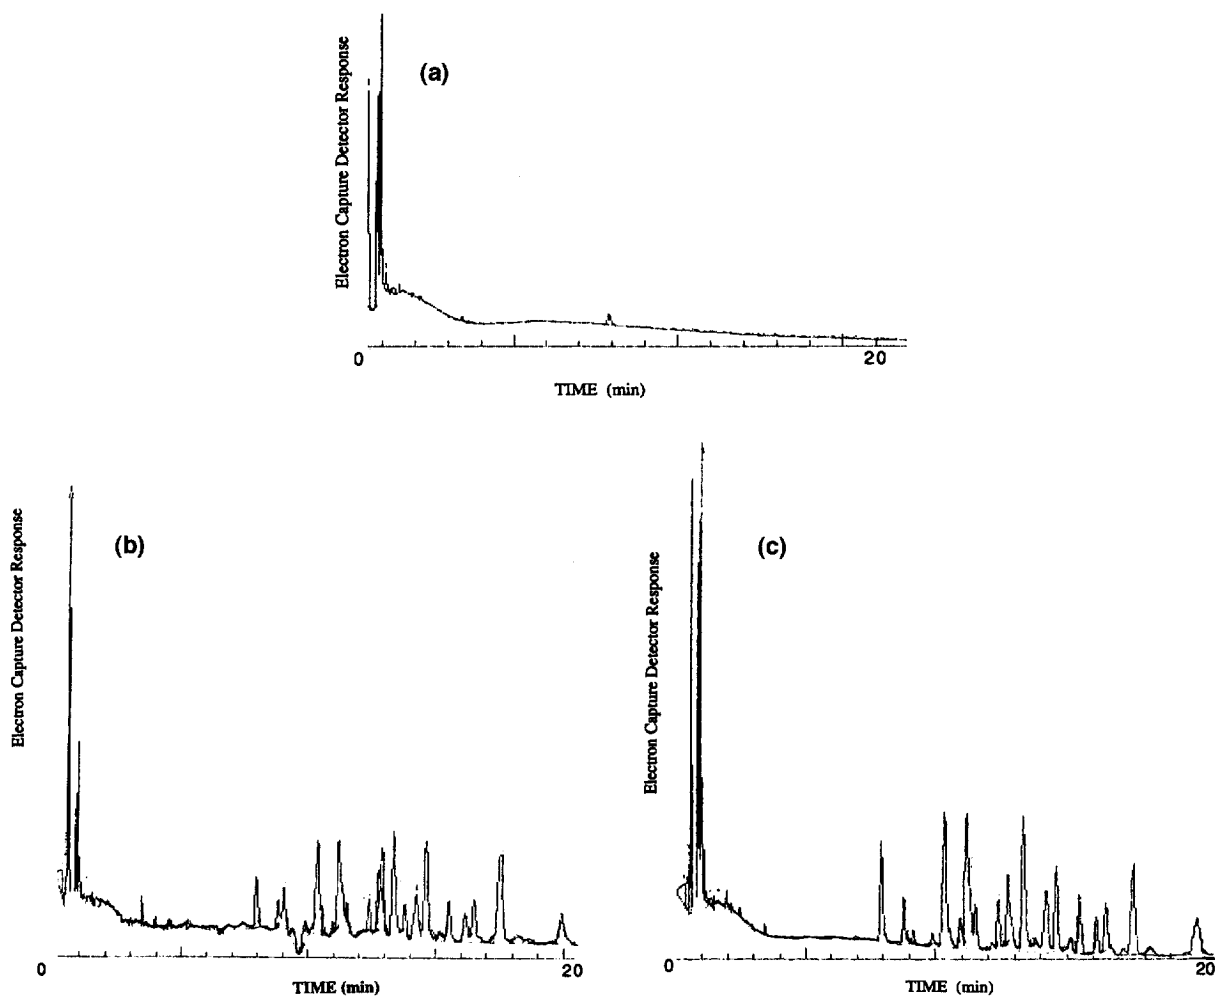 (a)
Electron Capture Detector Response
0
20
TIME (min)
(b)
Electron Capture Detector Response
0
20
TIME (min)
(c)
Electron Capture Detector Response
0
20
TIME (min)